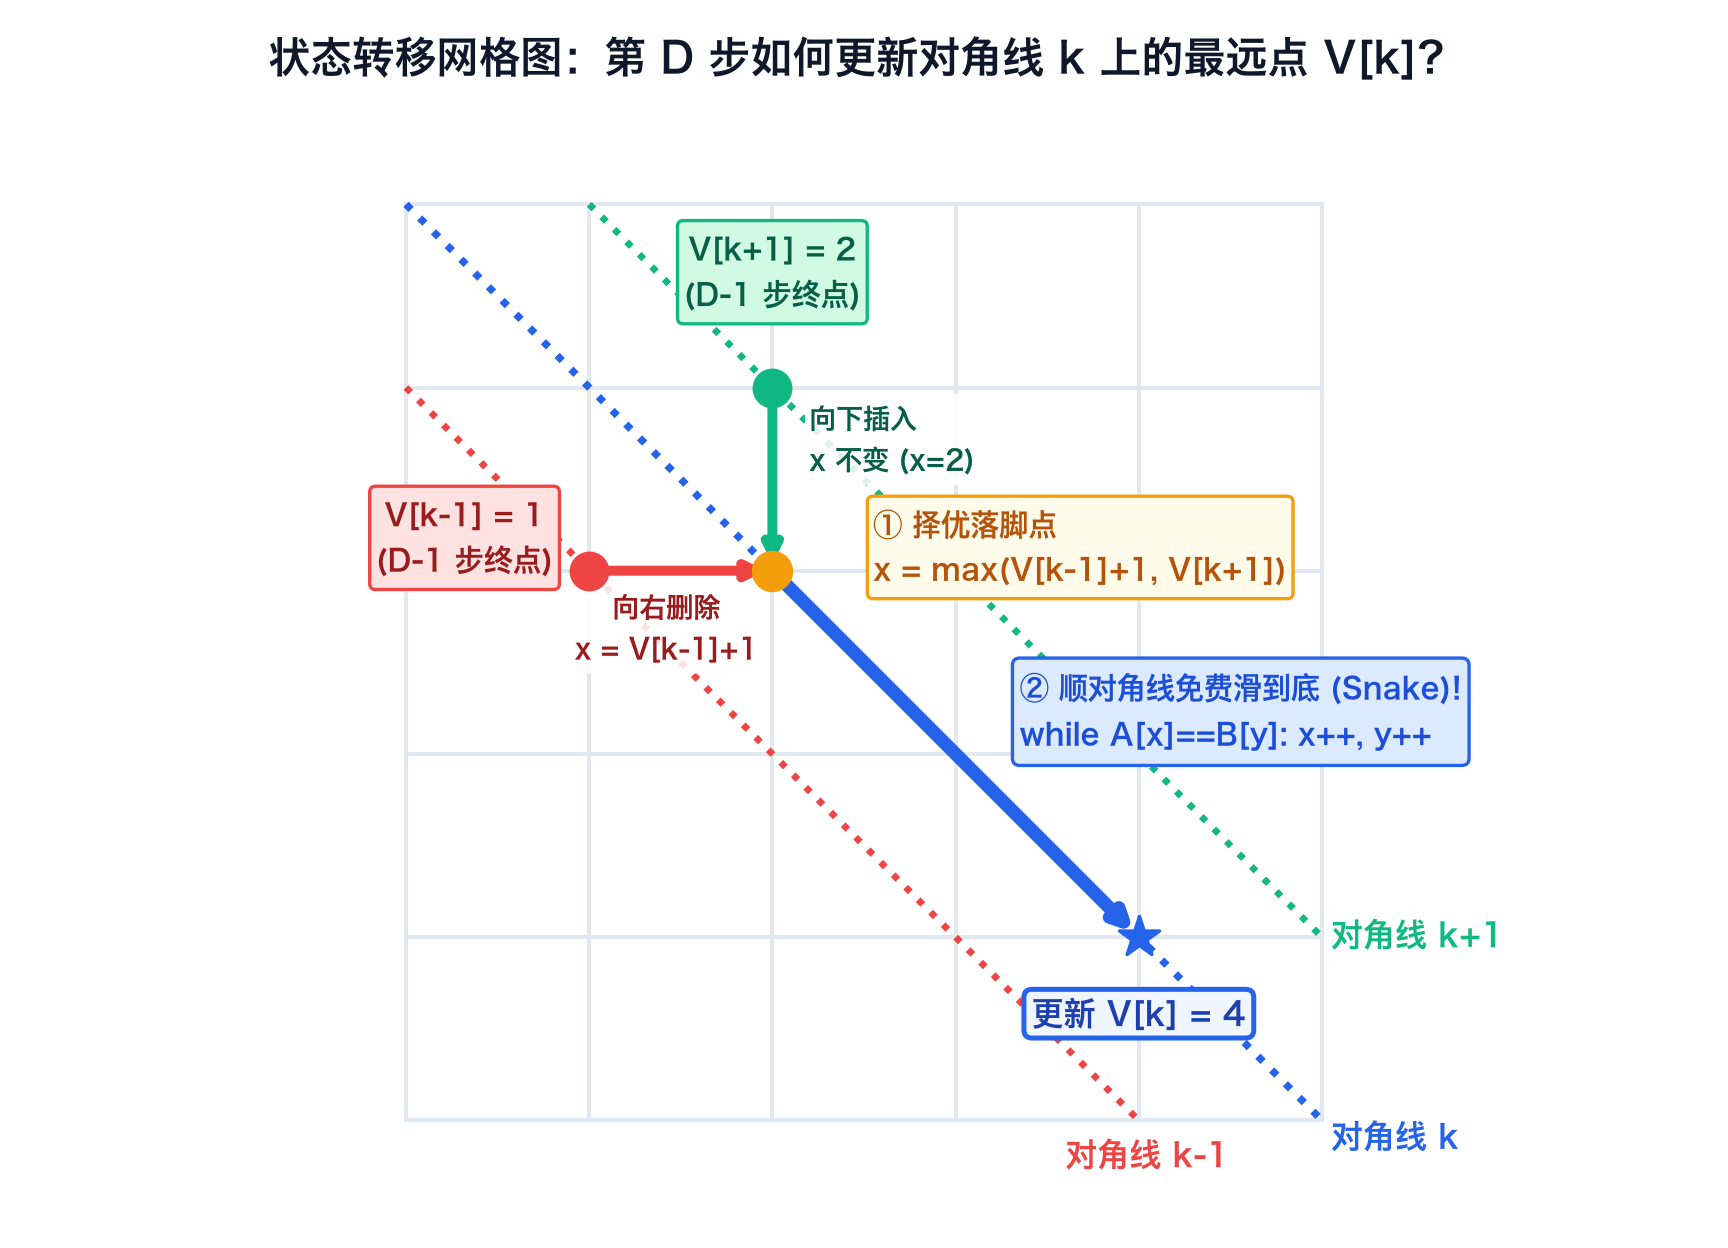 状态转移网格图：第 D 步如何更新对角线 k 上的最远点 V[k]?
V[k+1] = 2
(D-1 步终点)
向下插入
x 不变 (x=2)
V[k-1] = 1
(D-1 步终点)
① 择优落脚点
x = max(V[k-1]+1, V[k+1])
向右删除
x = V[k-1]+1
② 顺对角线免费滑到底 (Snake)!
while A[x]==B[y]: x++, y++
对角线 k+1
更新 V[k] = 4
对角线 k
对角线 k-1